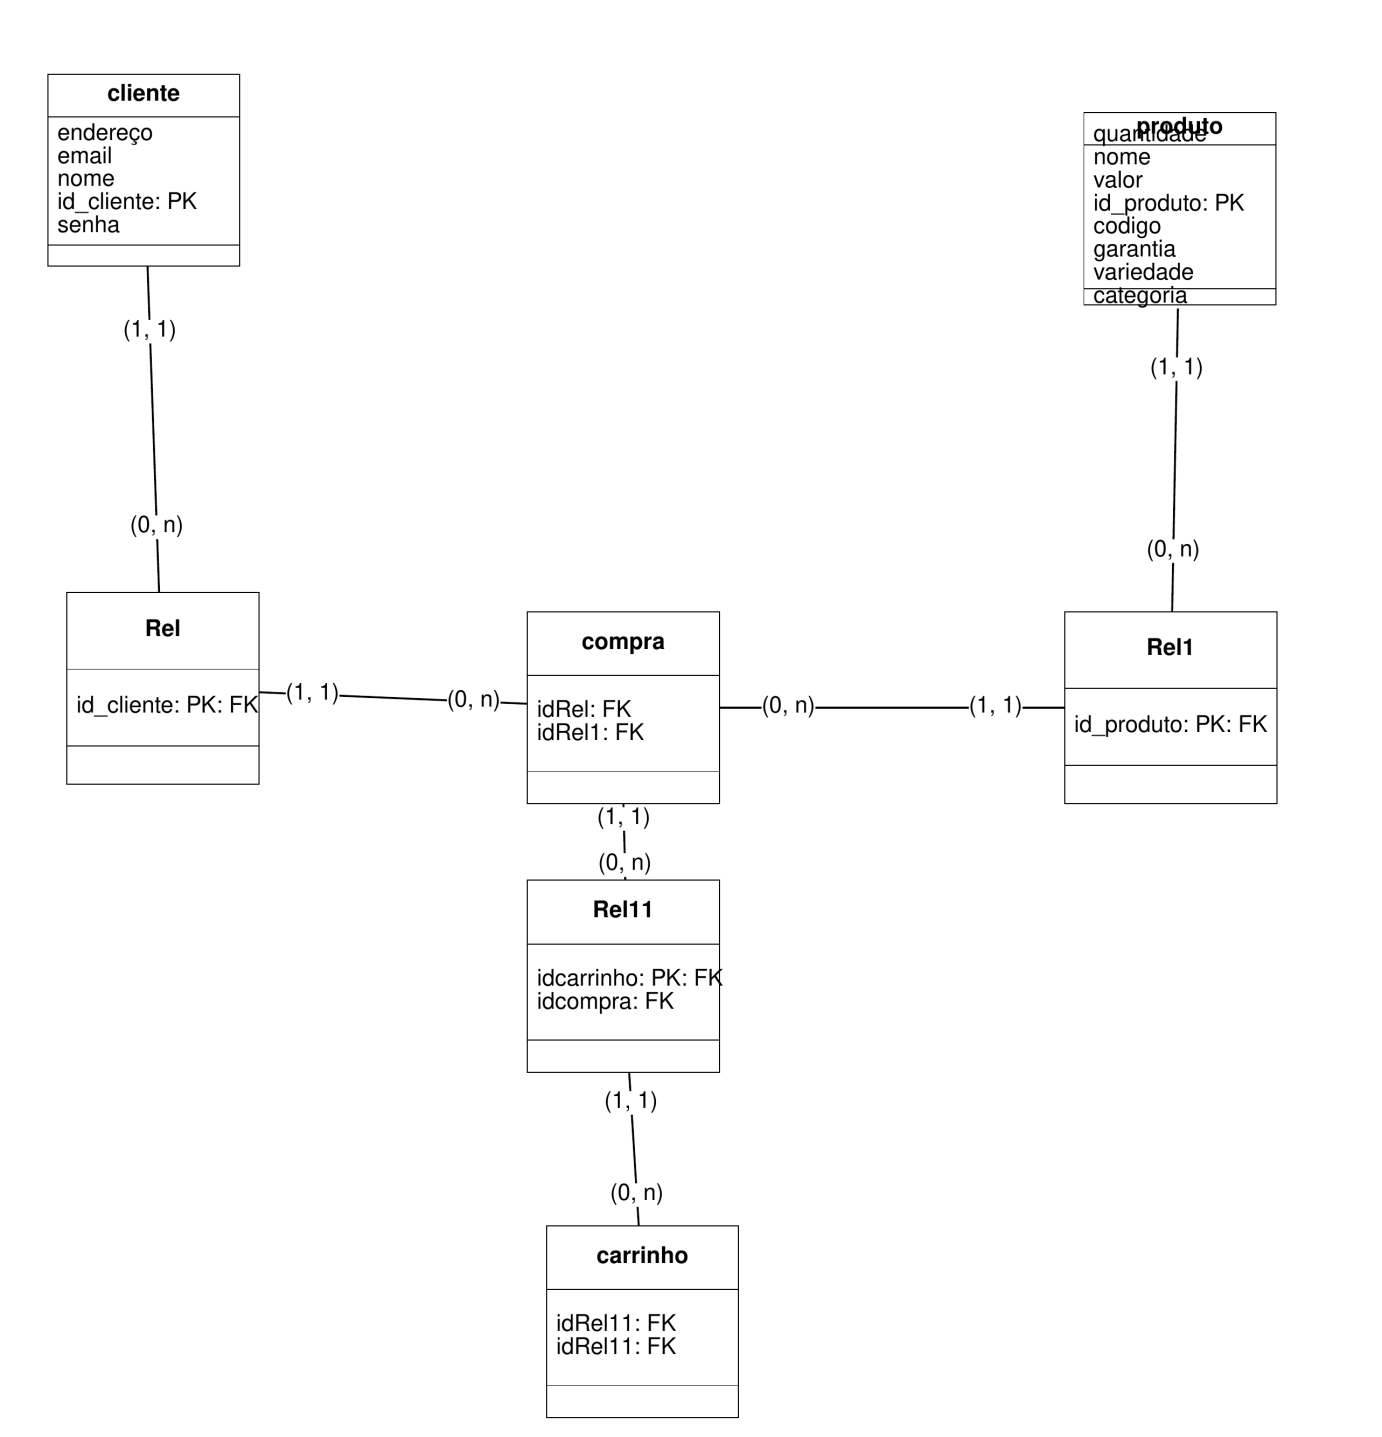 cliente
endereço
email
nome
id_cliente: PK
senha
produto
quantidade
nome
valor
id_produto: PK
codigo
garantia
variedade
categoria
(1, 1)
(1, 1)
(0, n)
(0, n)
Rel
id_cliente: PK: FK
(1, 1)
(0, n)
compra
idRel: FK
idRel1: FK
(0, n)
(1, 1)
Rel1
id_produto: PK: FK
(1, 1)
(0, n)
Rel11
idcarrinho: PK: FK
idcompra: FK
(1, 1)
(0, n)
carrinho
idRel11: FK
idRel11: FK